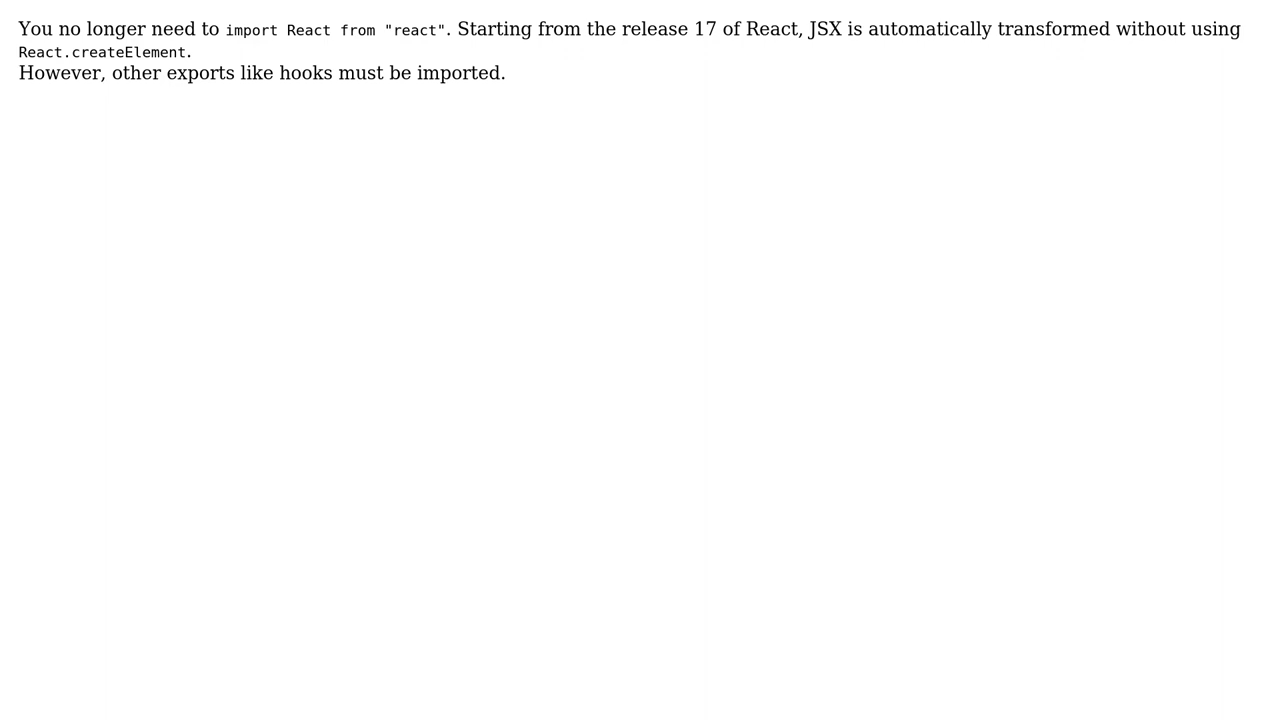 You no longer need to import React from "react". Starting from the release 17 of React, JSX is automatically transformed without using
React.createElement.
However, other exports like hooks must be imported.